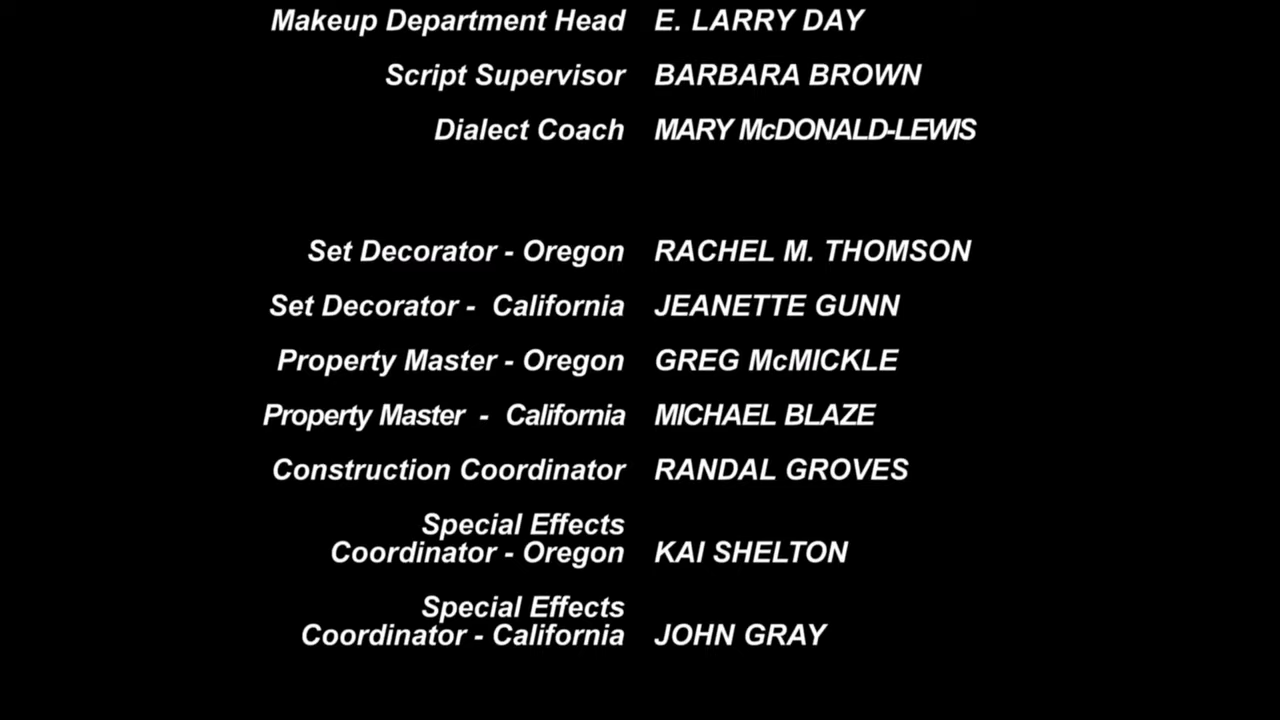 Makeup Department Head E. LARRY DAY
Script Supervisor BARBARA BROWN
Dialect Coach MARY McDONALD-LEWIS
Set Decorator - Oregon RACHEL M. THOMSON
Set Decorator - California JEANETTE GUNN
Property Master - Oregon GREG McMICKLE
Property Master - California MICHAEL BLAZE
Construction Coordinator RANDAL GROVES
Special Effects
Coordinator - Oregon KAI SHELTON
Special Effects
Coordinator - California JOHN GRAY